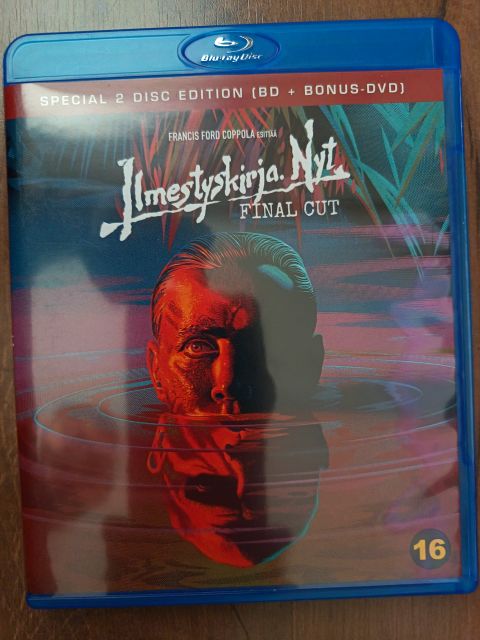 Blu-ray Disc
SPECIAL 2 DISC EDITION (BD + BONUS-DVD)
FRANCIS FORD COPPOLA ESITTÄÄ
Ilmestyskirja. Nyt.
FINAL CUT
16